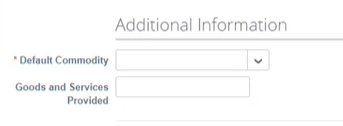 Additional Information
* Default Commodity
Goods and Services
Provided